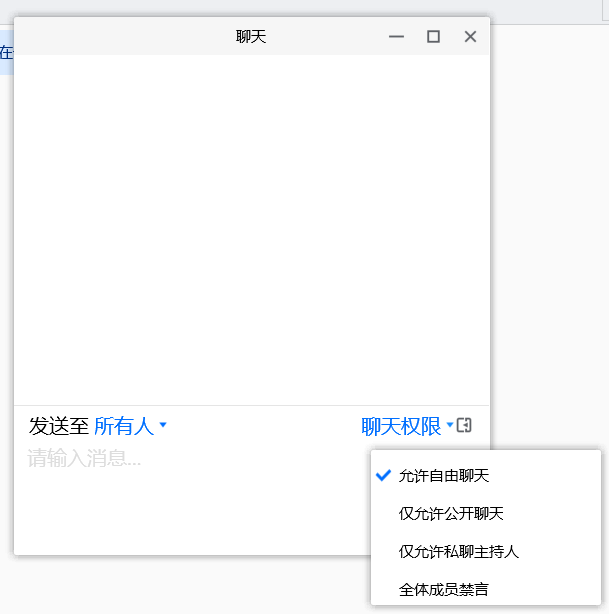 聊天
在
发送至 所有人 聊天权限
请输入消息...
允许自由聊天
仅允许公开聊天
仅允许私聊主持人
全体成员禁言